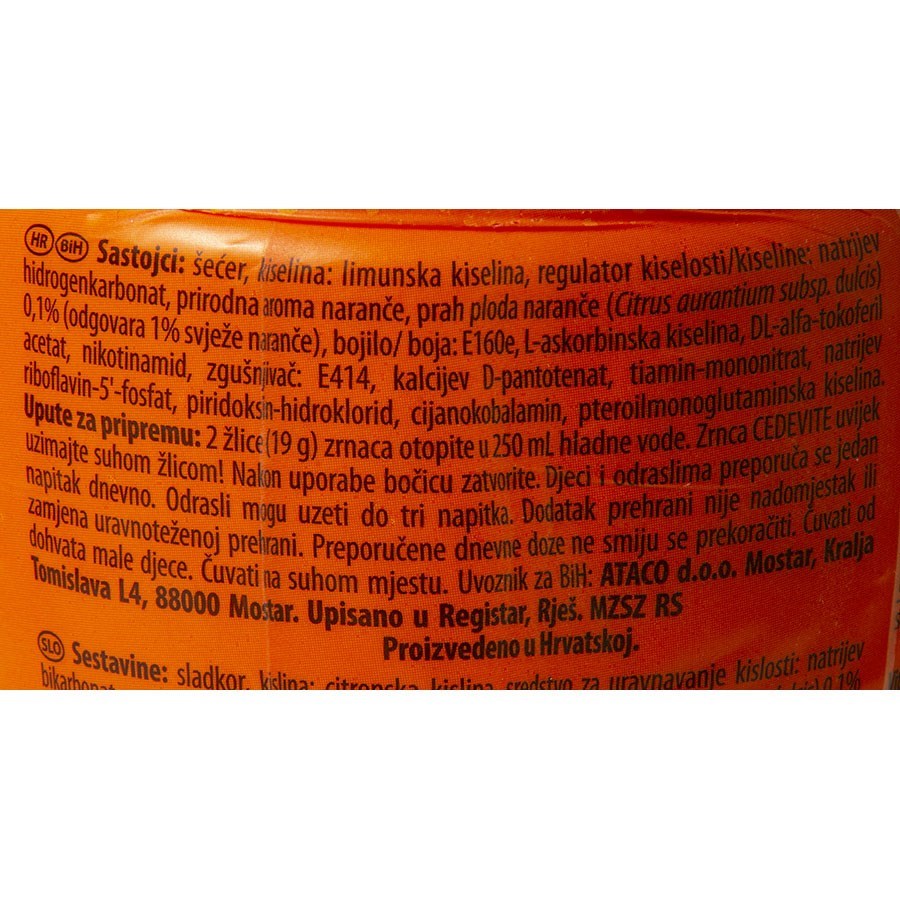 HR BiH Sastojci: šećer, kiselina: limunska kiselina, regulator kiselosti/kiseline: natrijev
hidrogenkarbonat, prirodna aroma naranče, prah ploda naranče (Citrus aurantium subsp. dulcis)
0,1% (odgovara 1% svježe naranče), bojilo/ boja: E160e, L-askorbinska kiselina, DL-alfa-tokoferil
acetat, nikotinamid, zgušnjivač: E414, kalcijev D-pantotenat, tiamin-mononitrat, natrijev
riboflavin-5'-fosfat, piridoksin-hidroklorid, cijanokobalamin, pteroilmonoglutaminska kiselina.
Upute za pripremu: 2 žlice (19 g) zrnaca otopite u 250 mL hladne vode. Zrnca CEDEVITE uvijek
uzimajte suhom žlicom! Nakon uporabe bočicu zatvorite. Djeci i odraslima preporuča se jedan
napitak dnevno. Odrasli mogu uzeti do tri napitka. Dodatak prehrani nije nadomjestak ili
zamjena uravnoteženoj prehrani. Preporučene dnevne doze ne smiju se prekoračiti. Čuvati od
dohvata male djece. Čuvati na suhom mjestu. Uvoznik za BiH: ATACO d.o.o. Mostar, Kralja
Tomislava L4, 88000 Mostar. Upisano u Registar, Rješ. MZSZ RS
Proizvedeno u Hrvatskoj.
SLO Sestavine: sladkor, kislina: citronska kislina, sredstvo za uravnavanje kislosti: natrijev
bikarbonat, 0,1%